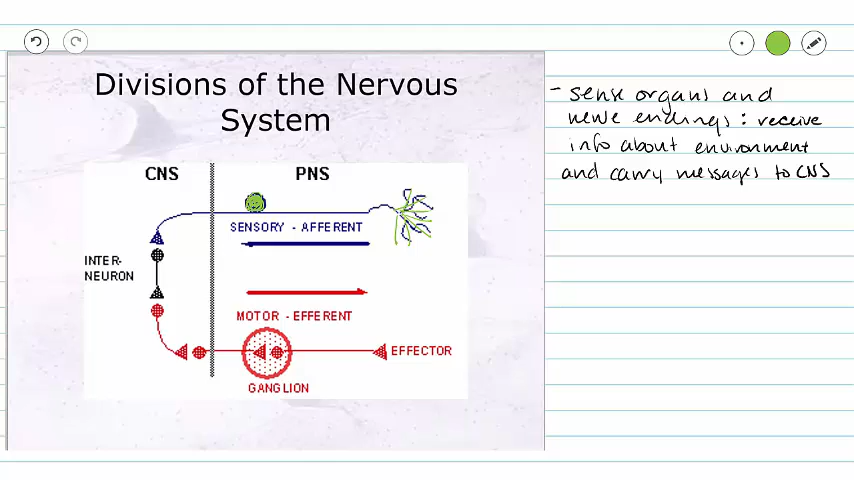 Divisions of the Nervous
System
CNS
PNS
SENSORY - AFFERENT
INTER-
NEURON
MOTOR - EFFERENT
EFFECTOR
GANGLION
- sense organs and
nerve endings: receive
info about environment
and carry messages to CNS